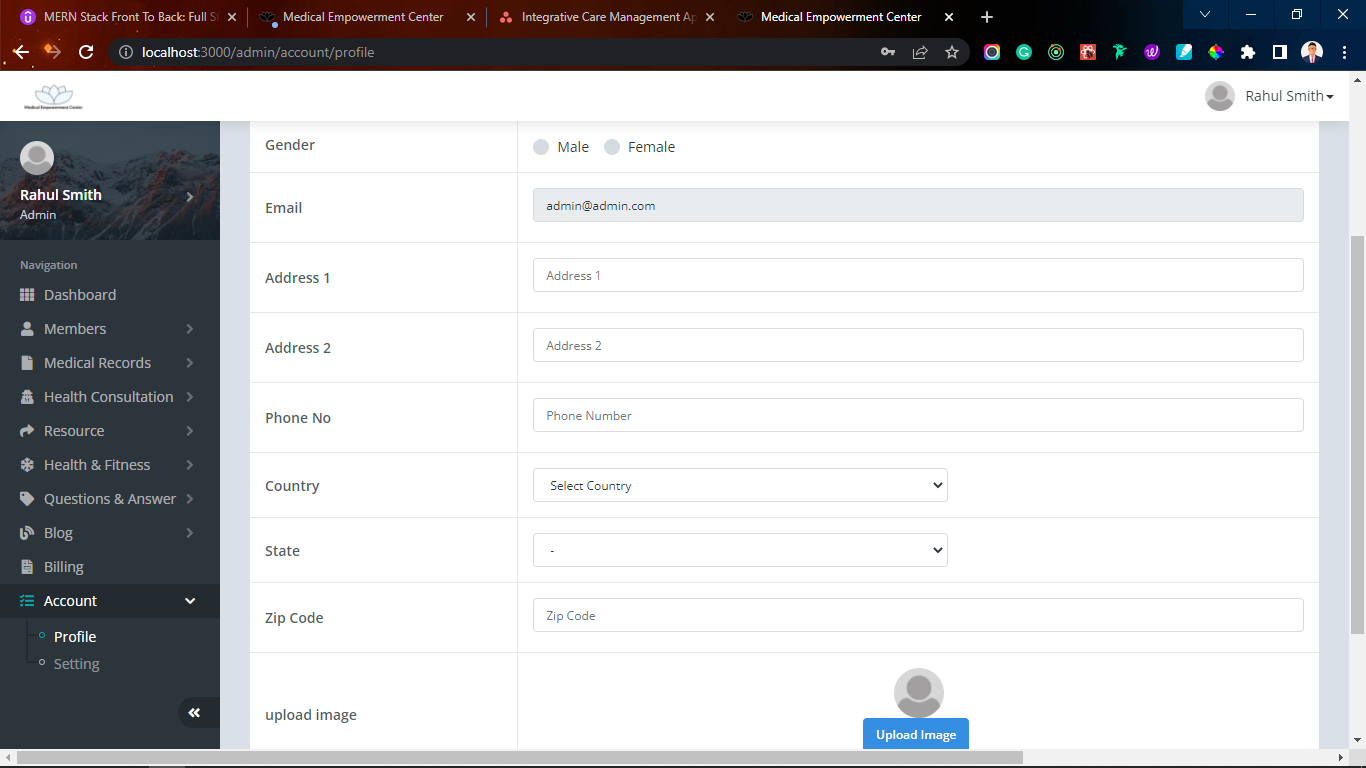 MERN Stack Front To Back: Full St
Medical Empowerment Center
Integrative Care Management Ap
Medical Empowerment Center
localhost:3000/admin/account/profile
Medical Empowerment Center
Rahul Smith
Rahul Smith
Admin
Navigation
Dashboard
Members
Medical Records
Health Consultation
Resource
Health & Fitness
Questions & Answer
Blog
Billing
Account
Profile
Setting
Gender
Male
Female
Email
admin@admin.com
Address 1
Address 1
Address 2
Address 2
Phone No
Phone Number
Country
Select Country
State
-
Zip Code
Zip Code
upload image
Upload Image